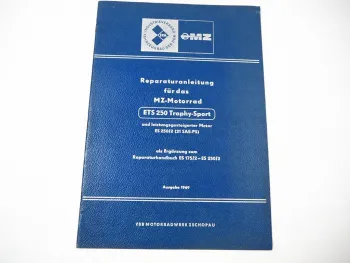 MZ
Reparaturanleitung
für das
MZ-Motorrad
ETS 250 Trophy-Sport
und leistungsgesteigerter Motor
ES 250/2 (21 SAE-PS)
als Ergänzung zum
Reparaturhandbuch ES 175/2 – ES 250/2
Ausgabe 1969
VEB MOTORRADWERK ZSCHOPAU